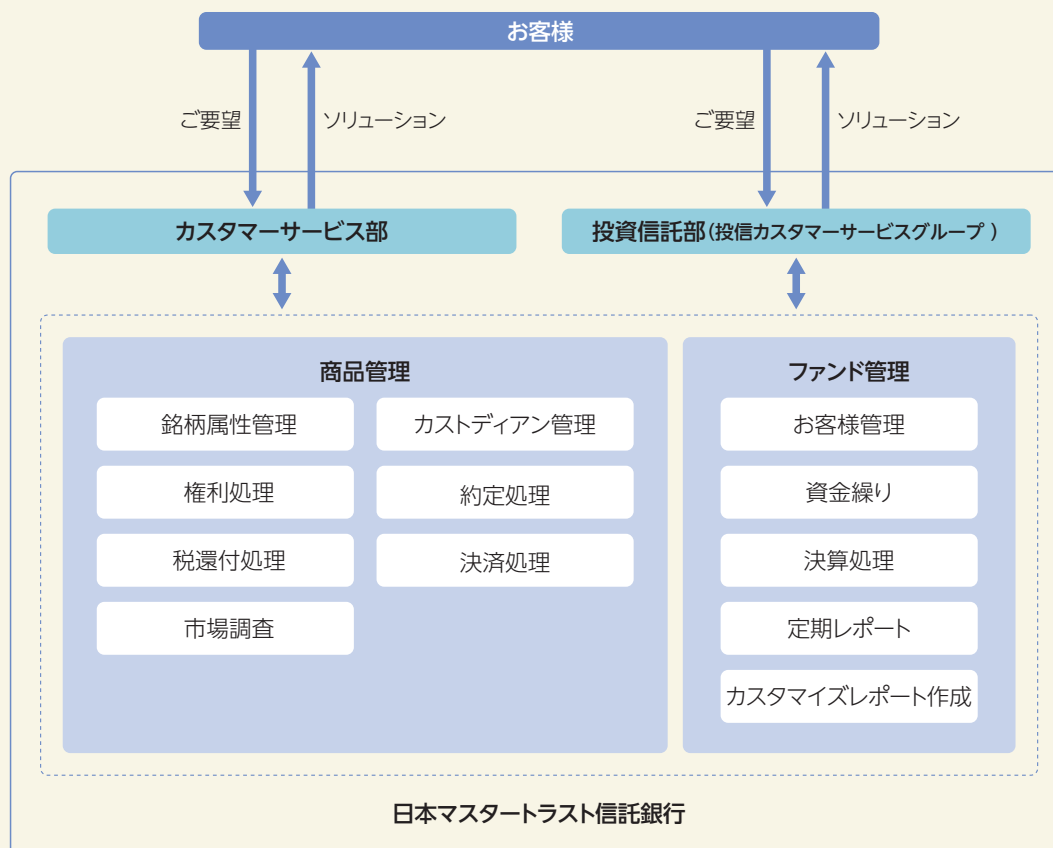 お客様
ご要望
ソリューション
ご要望
ソリューション
カスタマーサービス部
投資信託部(投信カスタマーサービスグループ )
商品管理
銘柄属性管理
カストディアン管理
権利処理
約定処理
税還付処理
決済処理
市場調査
ファンド管理
お客様管理
資金繰り
決算処理
定期レポート
カスタマイズレポート作成
日本マスタートラスト信託銀行